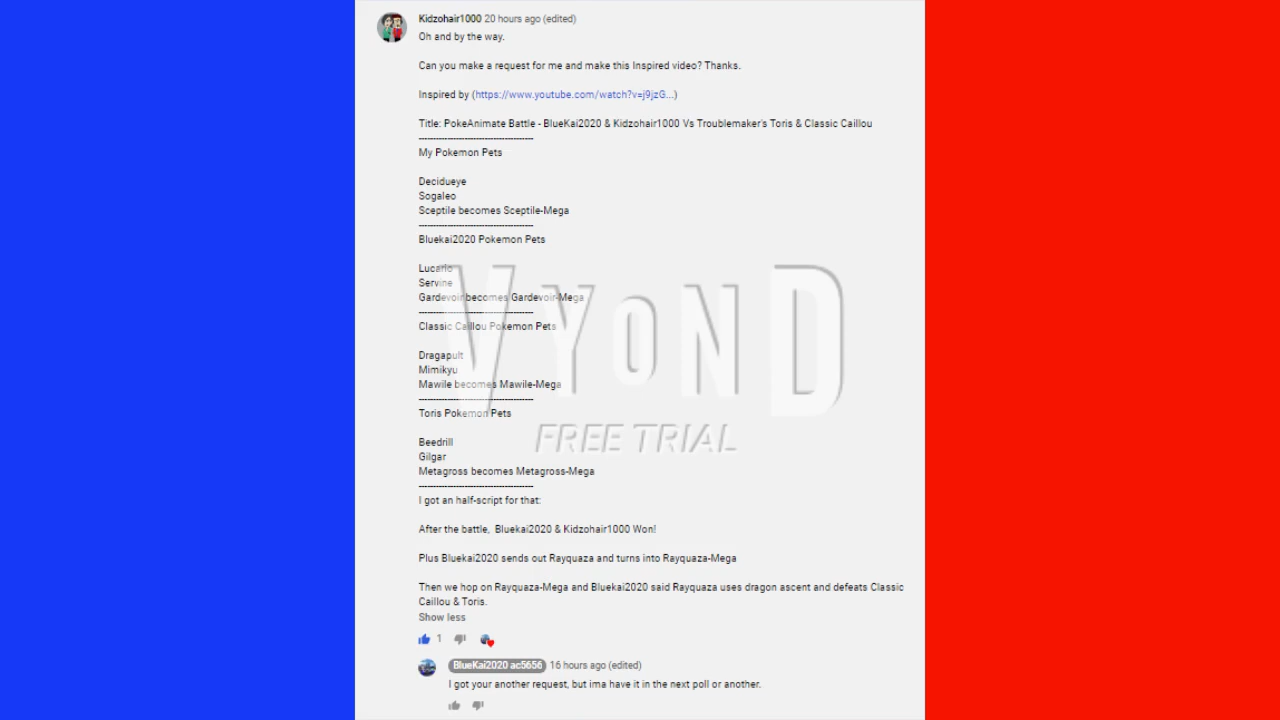 Kidzohair1000 20 hours ago (edited)
Oh and by the way.
Can you make a request for me and make this Inspired video? Thanks.
Inspired by (https://www.youtube.com/watch?v=j9jzG...)
Title: PokeAnimate Battle - BlueKai2020 & Kidzohair1000 Vs Troublemaker's Toris & Classic Caillou
----------------------------------------
My Pokemon Pets
Decidueye
Sogaleo
Sceptile becomes Sceptile-Mega
----------------------------------------
Bluekai2020 Pokemon Pets
Lucario
Servine
Gardevoir becomes Gardevoir-Mega
----------------------------------------
Classic Caillou Pokemon Pets
Dragapult
Mimikyu
Mawile becomes Mawile-Mega
----------------------------------------
Toris Pokemon Pets
Beedrill
Gilgar
Metagross becomes Metagross-Mega
----------------------------------------
I got an half-script for that:
After the battle, Bluekai2020 & Kidzohair1000 Won!
Plus Bluekai2020 sends out Rayquaza and turns into Rayquaza-Mega
Then we hop on Rayquaza-Mega and Bluekai2020 said Rayquaza uses dragon ascent and defeats Classic
Caillou & Toris.
Show less
1
BlueKai2020 ac5656 16 hours ago (edited)
I got your another request, but ima have it in the next poll or another.
VYOND
FREE TRIAL